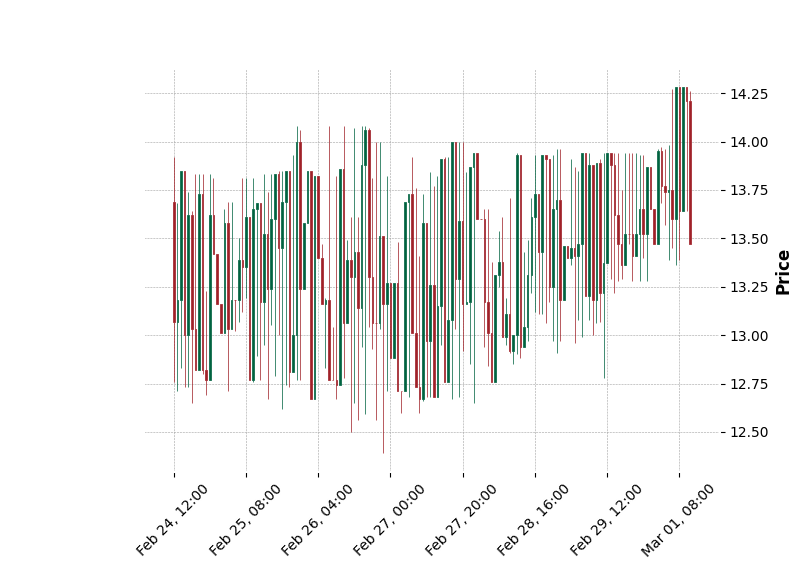 14.25
14.00
13.75
13.50
13.25
13.00
12.75
12.50
Price
Feb 24, 12:00
Feb 25, 08:00
Feb 26, 04:00
Feb 27, 00:00
Feb 27, 20:00
Feb 28, 16:00
Feb 29, 12:00
Mar 01, 08:00